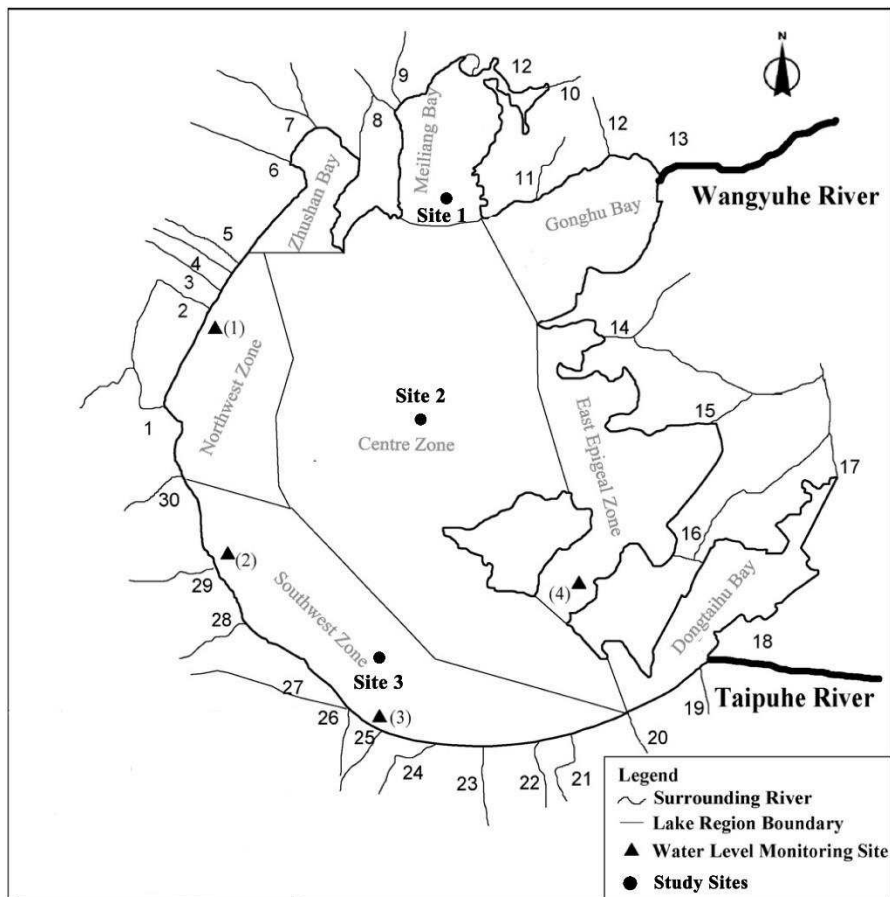 N
9
12
10
7
8
12
13
Meiliang Bay
6
Zhushan Bay
11
Wangyuhe River
Site 1
Gonghu Bay
5
4
3
2
(1)
14
Northwest Zone
Site 2
15
1
Centre Zone
East Epigeal Zone
17
30
16
(2)
29
(4)
Southwest Zone
Dongtaihu Bay
28
18
Site 3
27
Taipuhe River
26
(3)
19
25
20
24
23
22
21
Legend
Surrounding River
Lake Region Boundary
Water Level Monitoring Site
Study Sites